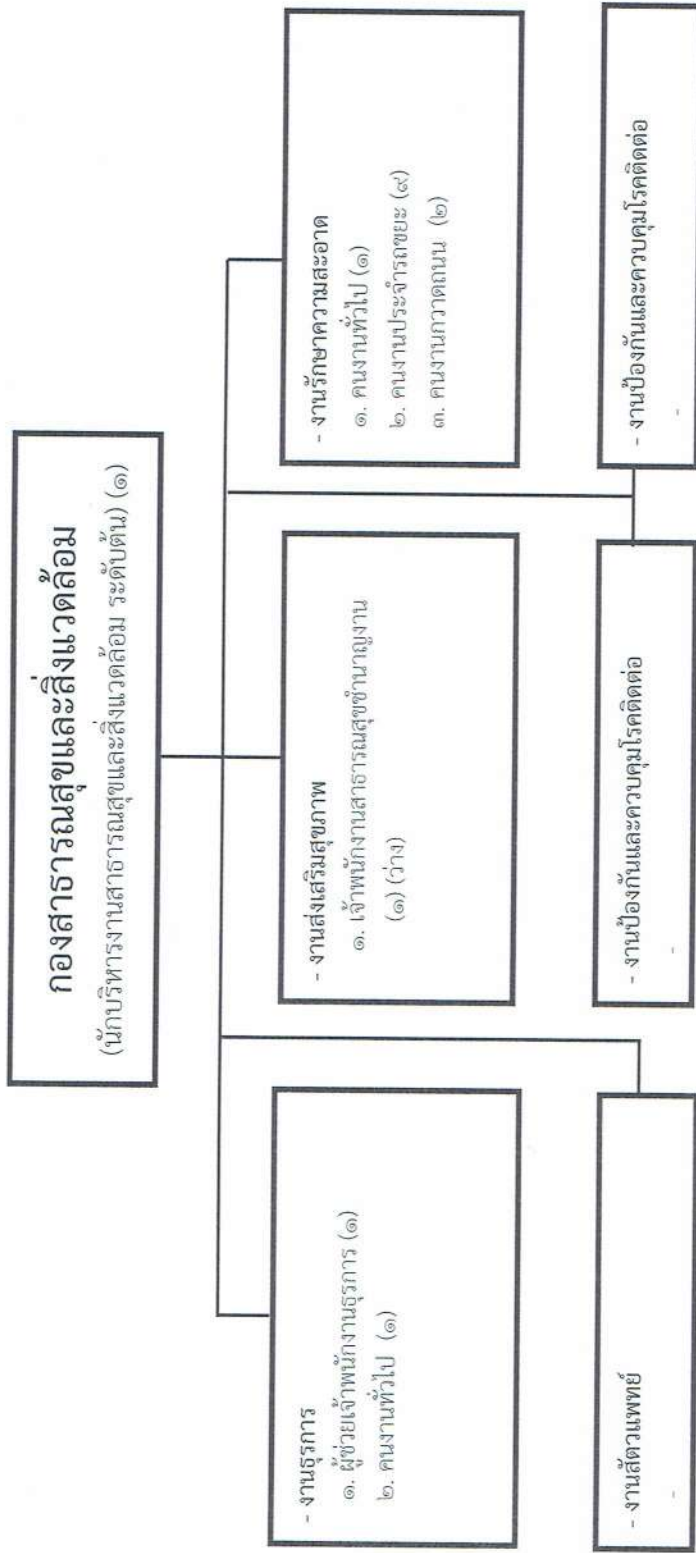 กองสาธารณสุขและสิ่งแวดล้อม
(นักบริหารงานสาธารณสุขและสิ่งแวดล้อม ระดับต้น) (๑)
- งานธุรการ
๑. ผู้ช่วยเจ้าพนักงานธุรการ (๑)
๒. คนงานทั่วไป (๑)
- งานส่งเสริมสุขภาพ
๑. เจ้าพนักงานสาธารณสุขชำนาญงาน
(๑) (ว่าง)
- งานรักษาความสะอาด
๑. คนงานทั่วไป (๑)
๒. คนงานประจำรถขยะ (๙)
๓. คนงานกวาดถนน (๒)
- งานสัตวแพทย์
-
- งานป้องกันและควบคุมโรคติดต่อ
-
- งานป้องกันและควบคุมโรคติดต่อ
-